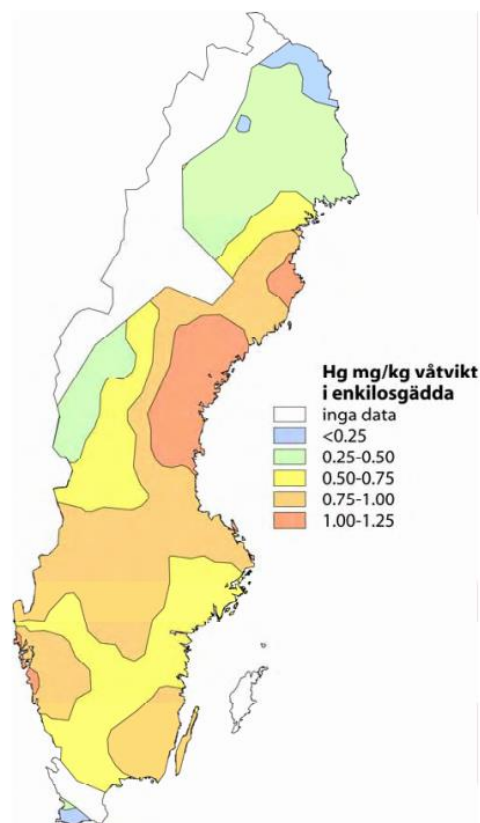 Hg mg/kg våtvikt
i enkilosgädda
inga data
<0.25
0.25-0.50
0.50-0.75
0.75-1.00
1.00-1.25